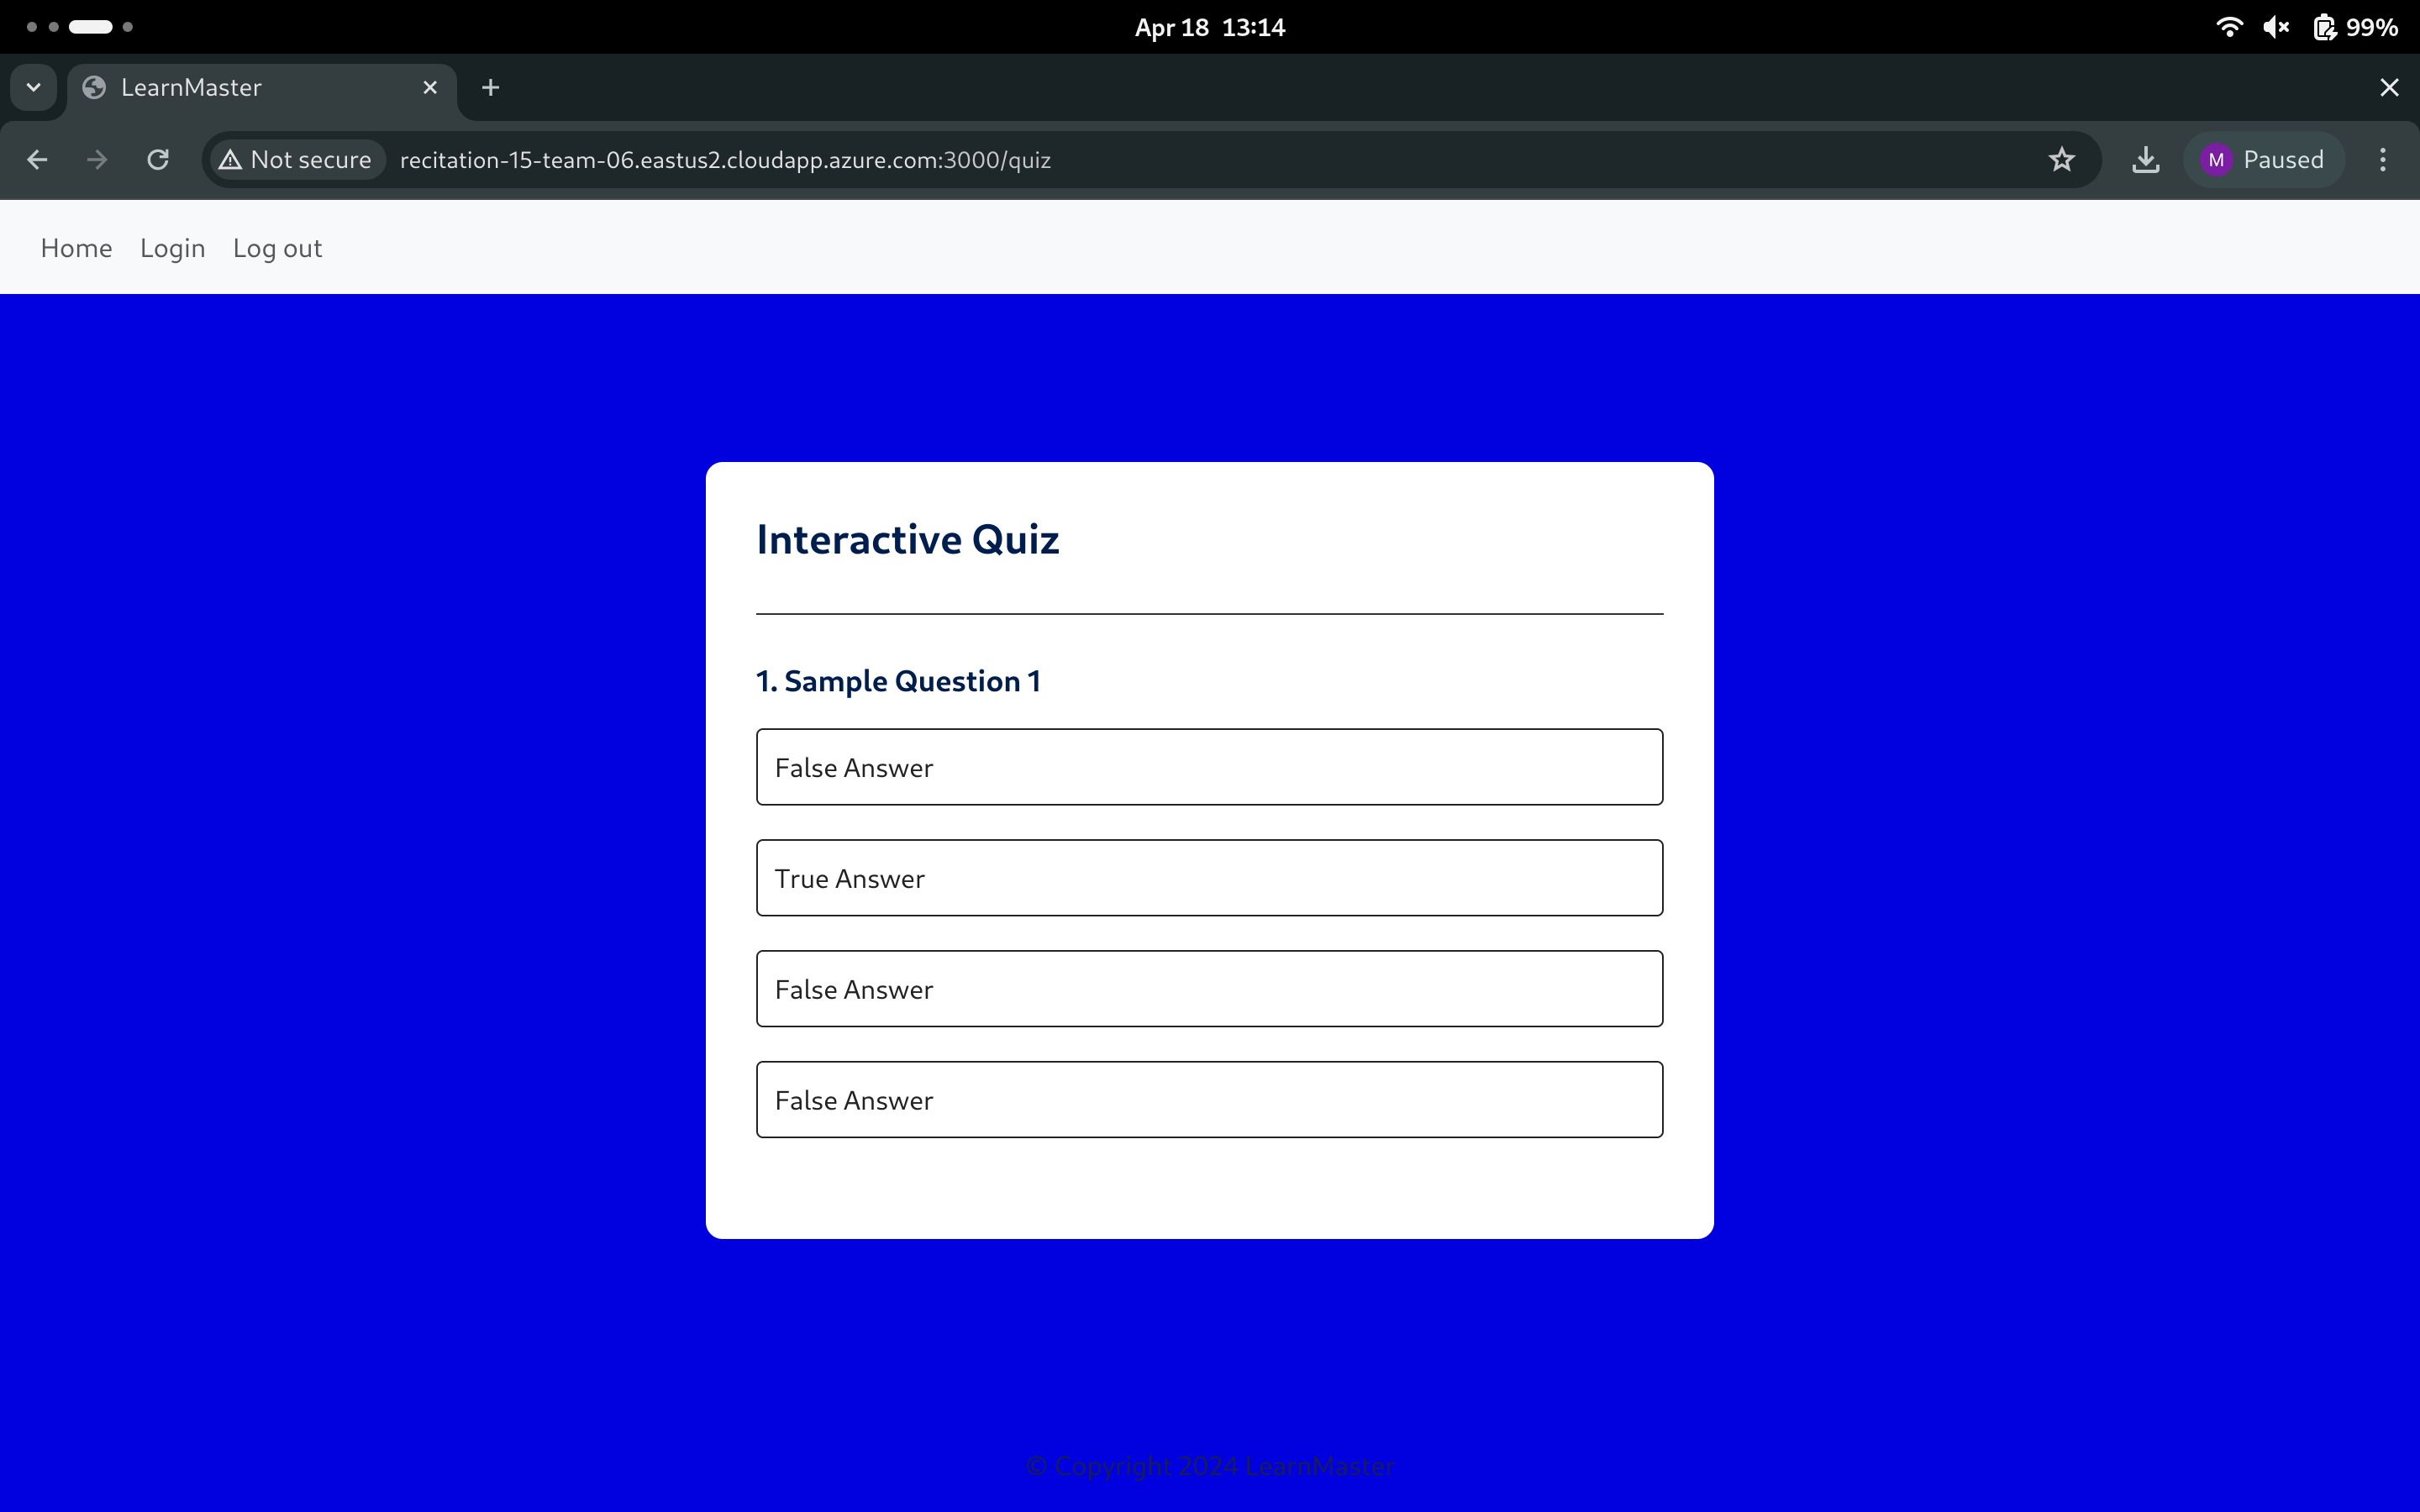 Apr 18 13:14
99%
LearnMaster
Not secure
recitation-15-team-06.eastus2.cloudapp.azure.com:3000/quiz
M
Paused
Home Login Log out
Interactive Quiz
1. Sample Question 1
False Answer
True Answer
False Answer
False Answer
© Copyright 2024 LearnMaster